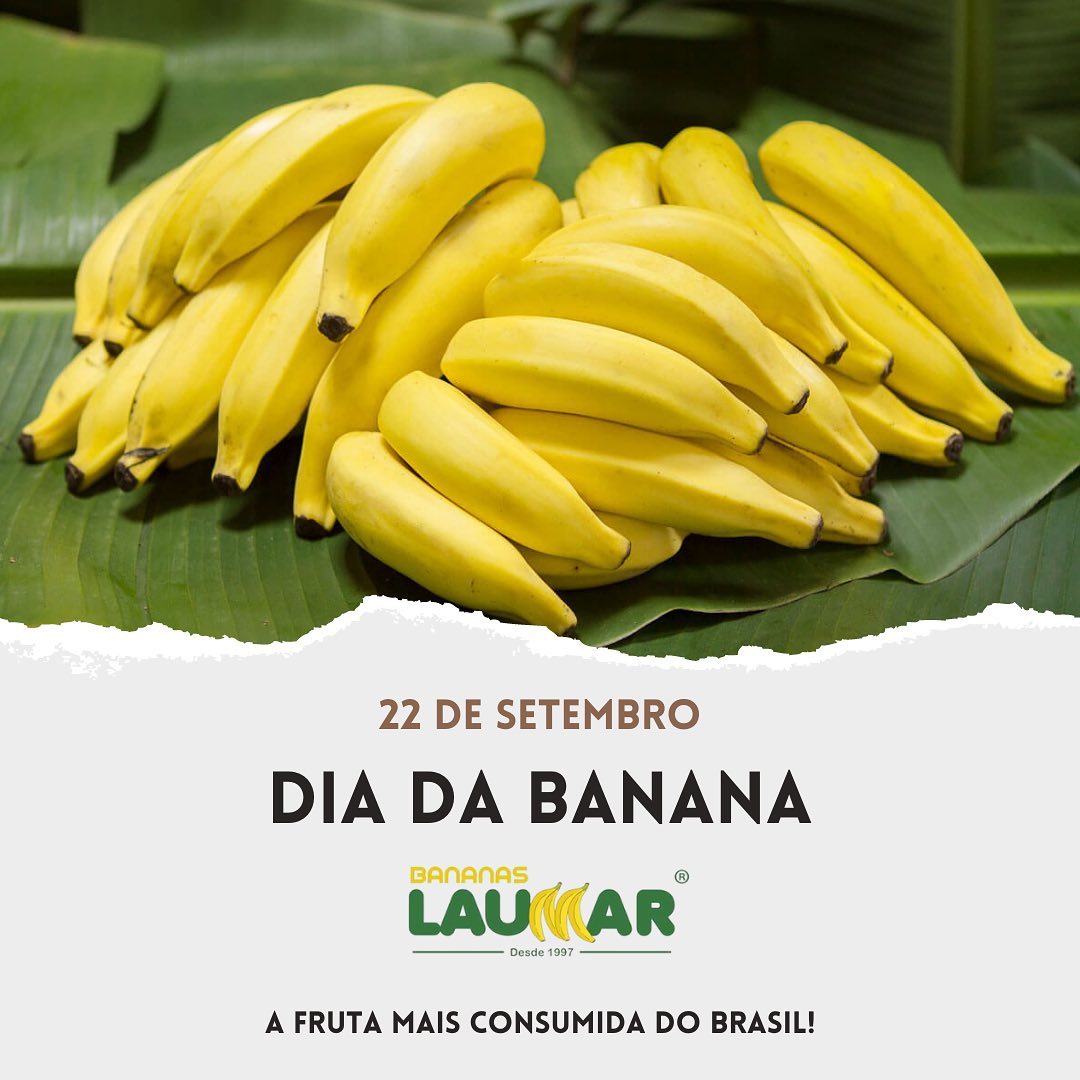 22 DE SETEMBRO
DIA DA BANANA
BANANAS
LAUMAR ®
Desde 1997
A FRUTA MAIS CONSUMIDA DO BRASIL!